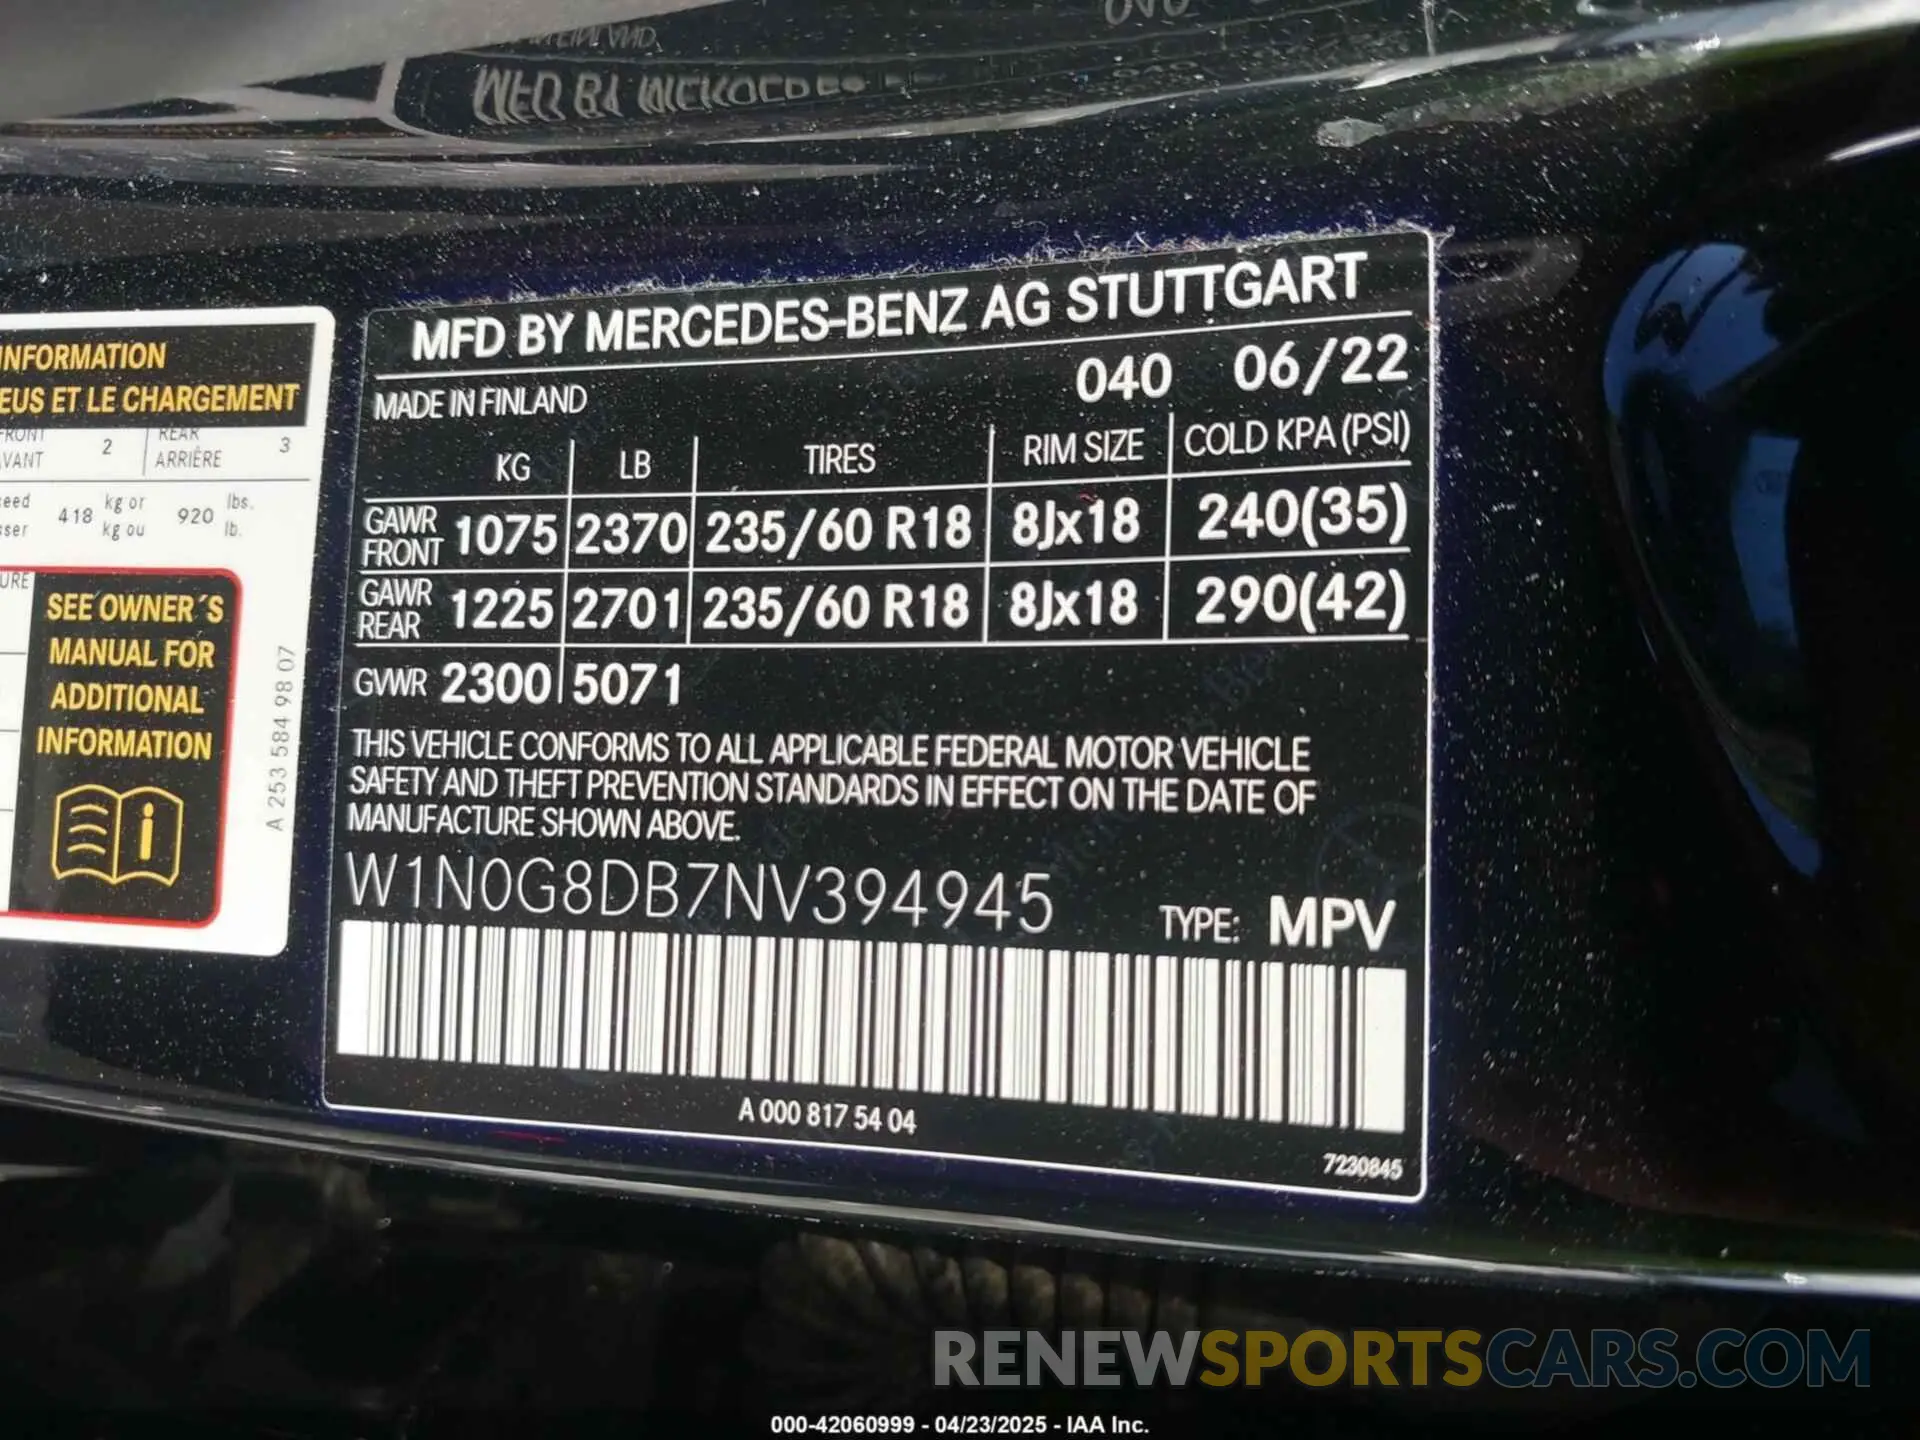 MFD BY MERCEDES-BENZ AG STUTTGART
MADE IN FINLAND 040 06/22
KG LB TIRES RIM SIZE COLD KPA (PSI)
GAWR FRONT 1075 2370 235/60 R18 8Jx18 240(35)
GAWR REAR 1225 2701 235/60 R18 8Jx18 290(42)
GVWR 2300 5071
THIS VEHICLE CONFORMS TO ALL APPLICABLE FEDERAL MOTOR VEHICLE
SAFETY AND THEFT PREVENTION STANDARDS IN EFFECT ON THE DATE OF
MANUFACTURE SHOWN ABOVE.
W1N0G8DB7NV394945 TYPE: MPV
A 000 817 54 04
7230845
INFORMATION
EUS ET LE CHARGEMENT
FRONT 2 REAR 3
AVANT ARRIÈRE
418 kg or 920 lbs.
kg ou lb.
SEE OWNER´S
MANUAL FOR
ADDITIONAL
INFORMATION
A 253 584 98 07
RENEWSPORTSCARS.COM
000-42060999 - 04/23/2025 - IAA Inc.